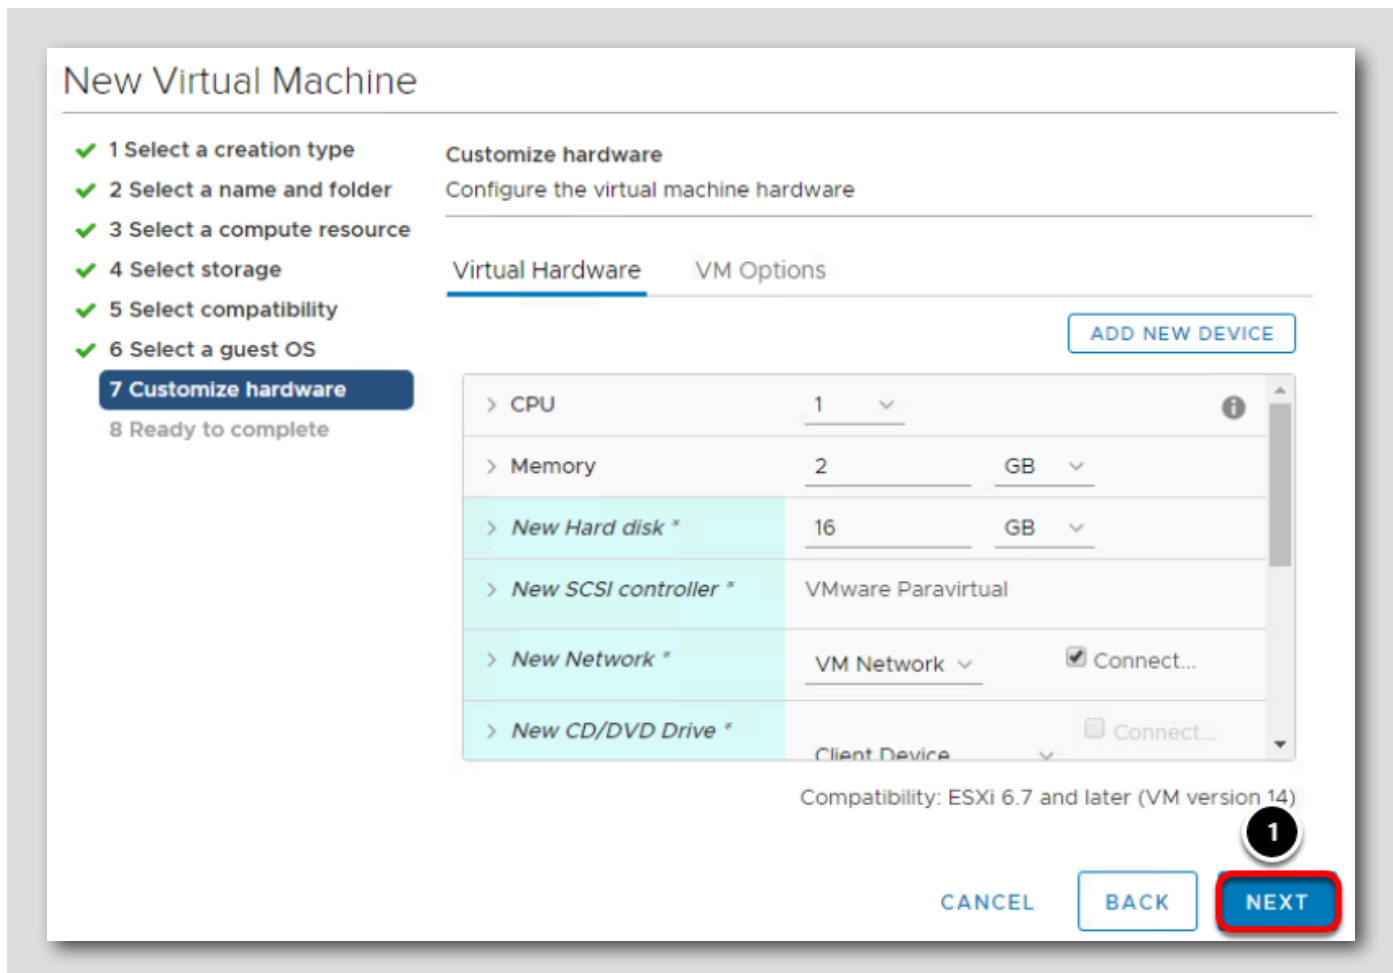 New Virtual Machine
1 Select a creation type
2 Select a name and folder
3 Select a compute resource
4 Select storage
5 Select compatibility
6 Select a guest OS
7 Customize hardware
8 Ready to complete
Customize hardware
Configure the virtual machine hardware
Virtual Hardware VM Options
ADD NEW DEVICE
CPU 1
Memory 2 GB
New Hard disk * 16 GB
New SCSI controller * VMware Paravirtual
New Network * VM Network Connect...
New CD/DVD Drive * Connect...
Client Device
Compatibility: ESXi 6.7 and later (VM version 14)
1
CANCEL BACK NEXT